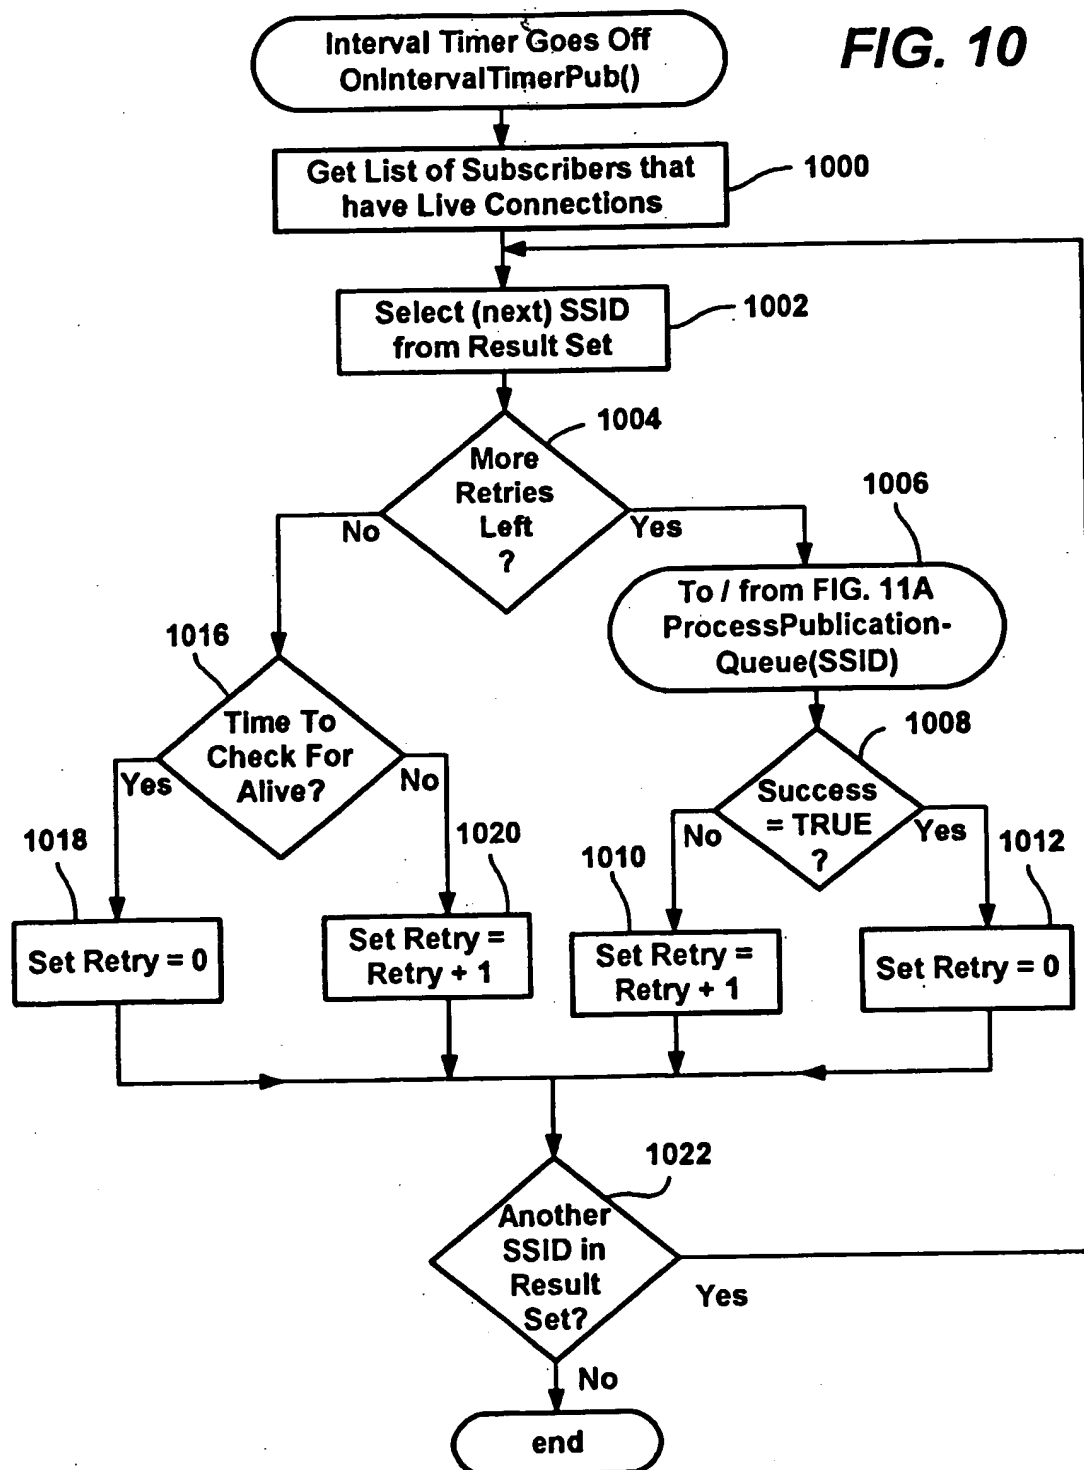 FIG. 10
Interval Timer Goes Off
OnIntervalTimerPub()
Get List of Subscribers that
have Live Connections
1000
Select (next) SSID
from Result Set
1002
More
Retries
Left
?
1004
No
Yes
1006
To / from FIG. 11A
ProcessPublication-
Queue(SSID)
1016
Time To
Check For
Alive?
Yes
No
1008
Success
= TRUE
?
No
Yes
1018
Set Retry = 0
1020
Set Retry =
Retry + 1
1010
Set Retry =
Retry + 1
1012
Set Retry = 0
1022
Another
SSID in
Result
Set?
Yes
No
end